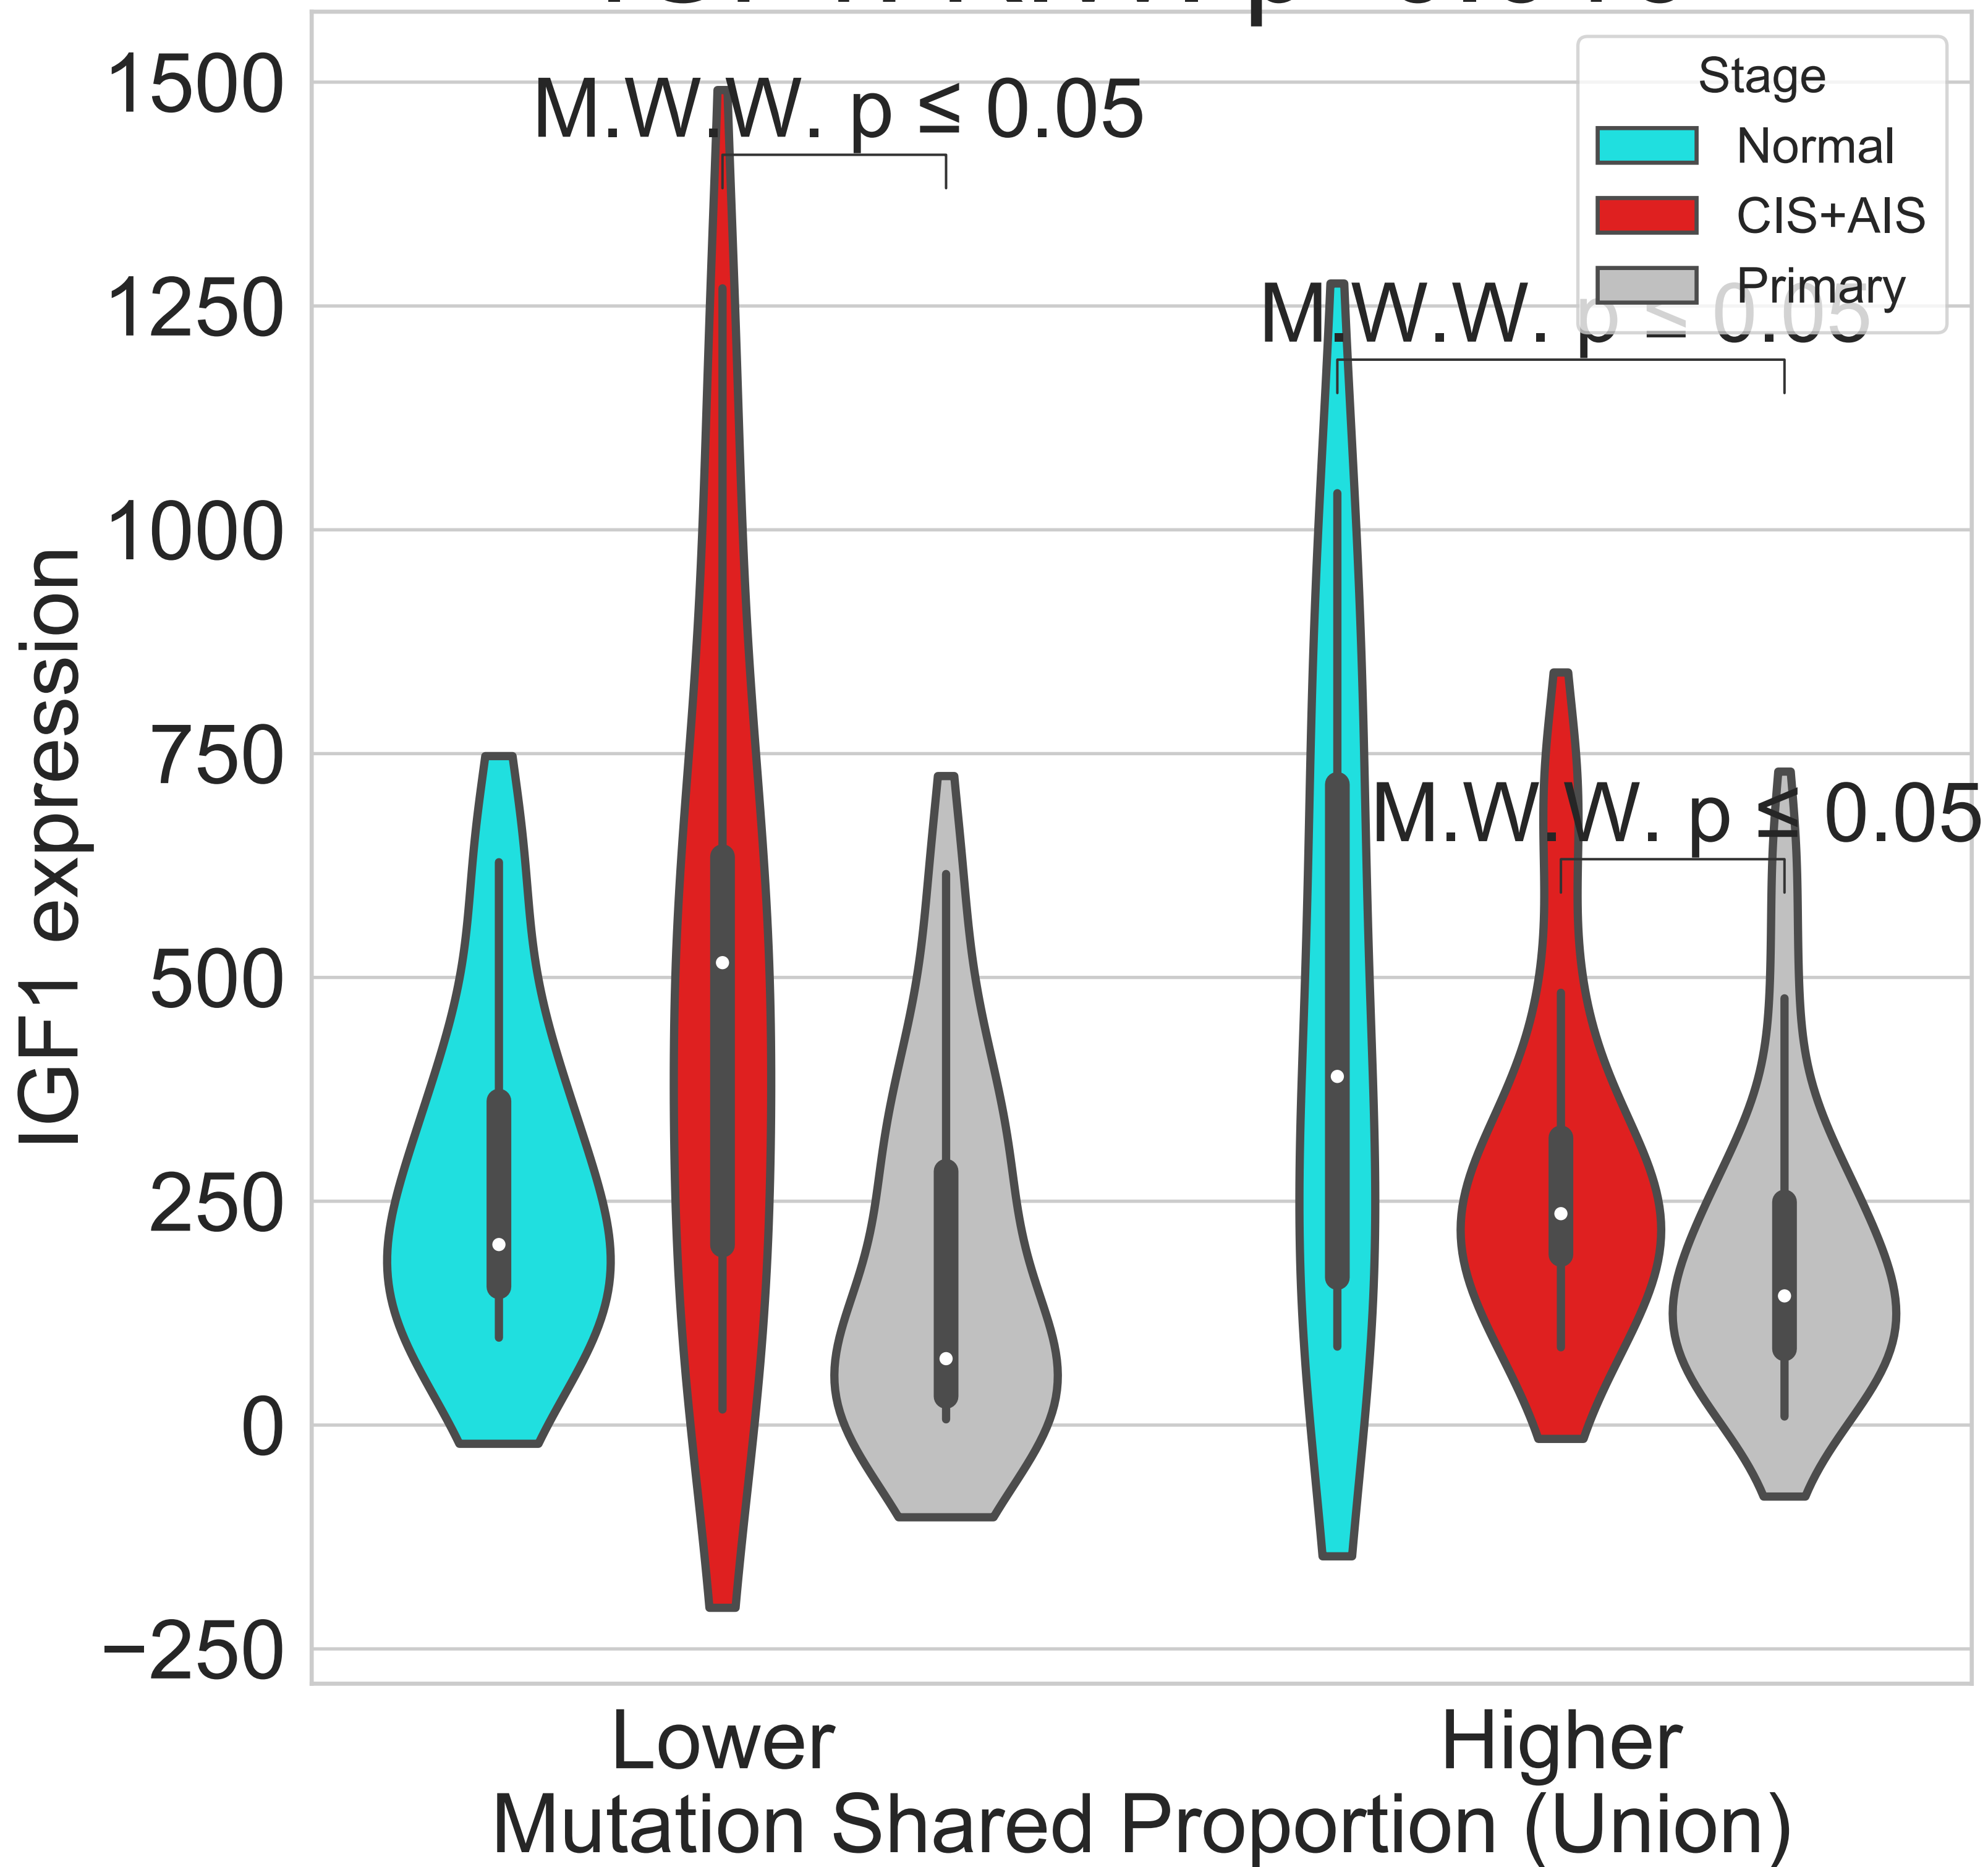 M.W.W. p ≤ 0.05
M.W.W. p ≤ 0.05
M.W.W. p ≤ 0.05
Stage
Normal
CIS+AIS
Primary
1500
1250
1000
750
500
250
0
−250
IGF1 expression
Lower
Higher
Mutation Shared Proportion (Union)